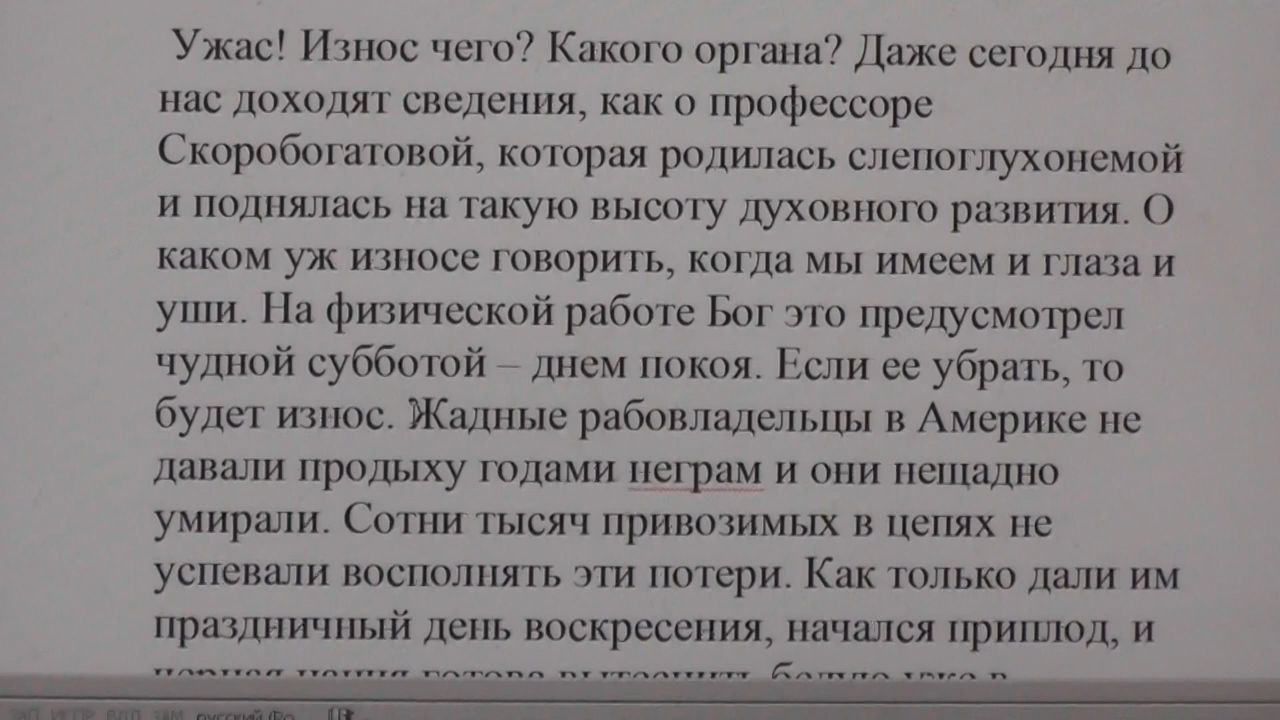 Ужас! Износ чего? Какого органа? Даже сегодня до
нас доходят сведения, как о профессоре
Скоробогатовой, которая родилась слепоглухонемой
и поднялась на такую высоту духовного развития. О
каком уж износе говорить, когда мы имеем и глаза и
уши. На физической работе Бог это предусмотрел
чудной субботой – днем покоя. Если ее убрать, то
будет износ. Жадные рабовладельцы в Америке не
давали продыху годами неграм и они нещадно
умирали. Сотни тысяч привозимых в цепях не
успевали восполнять эти потери. Как только дали им
праздничный день воскресения, начался приплод, и